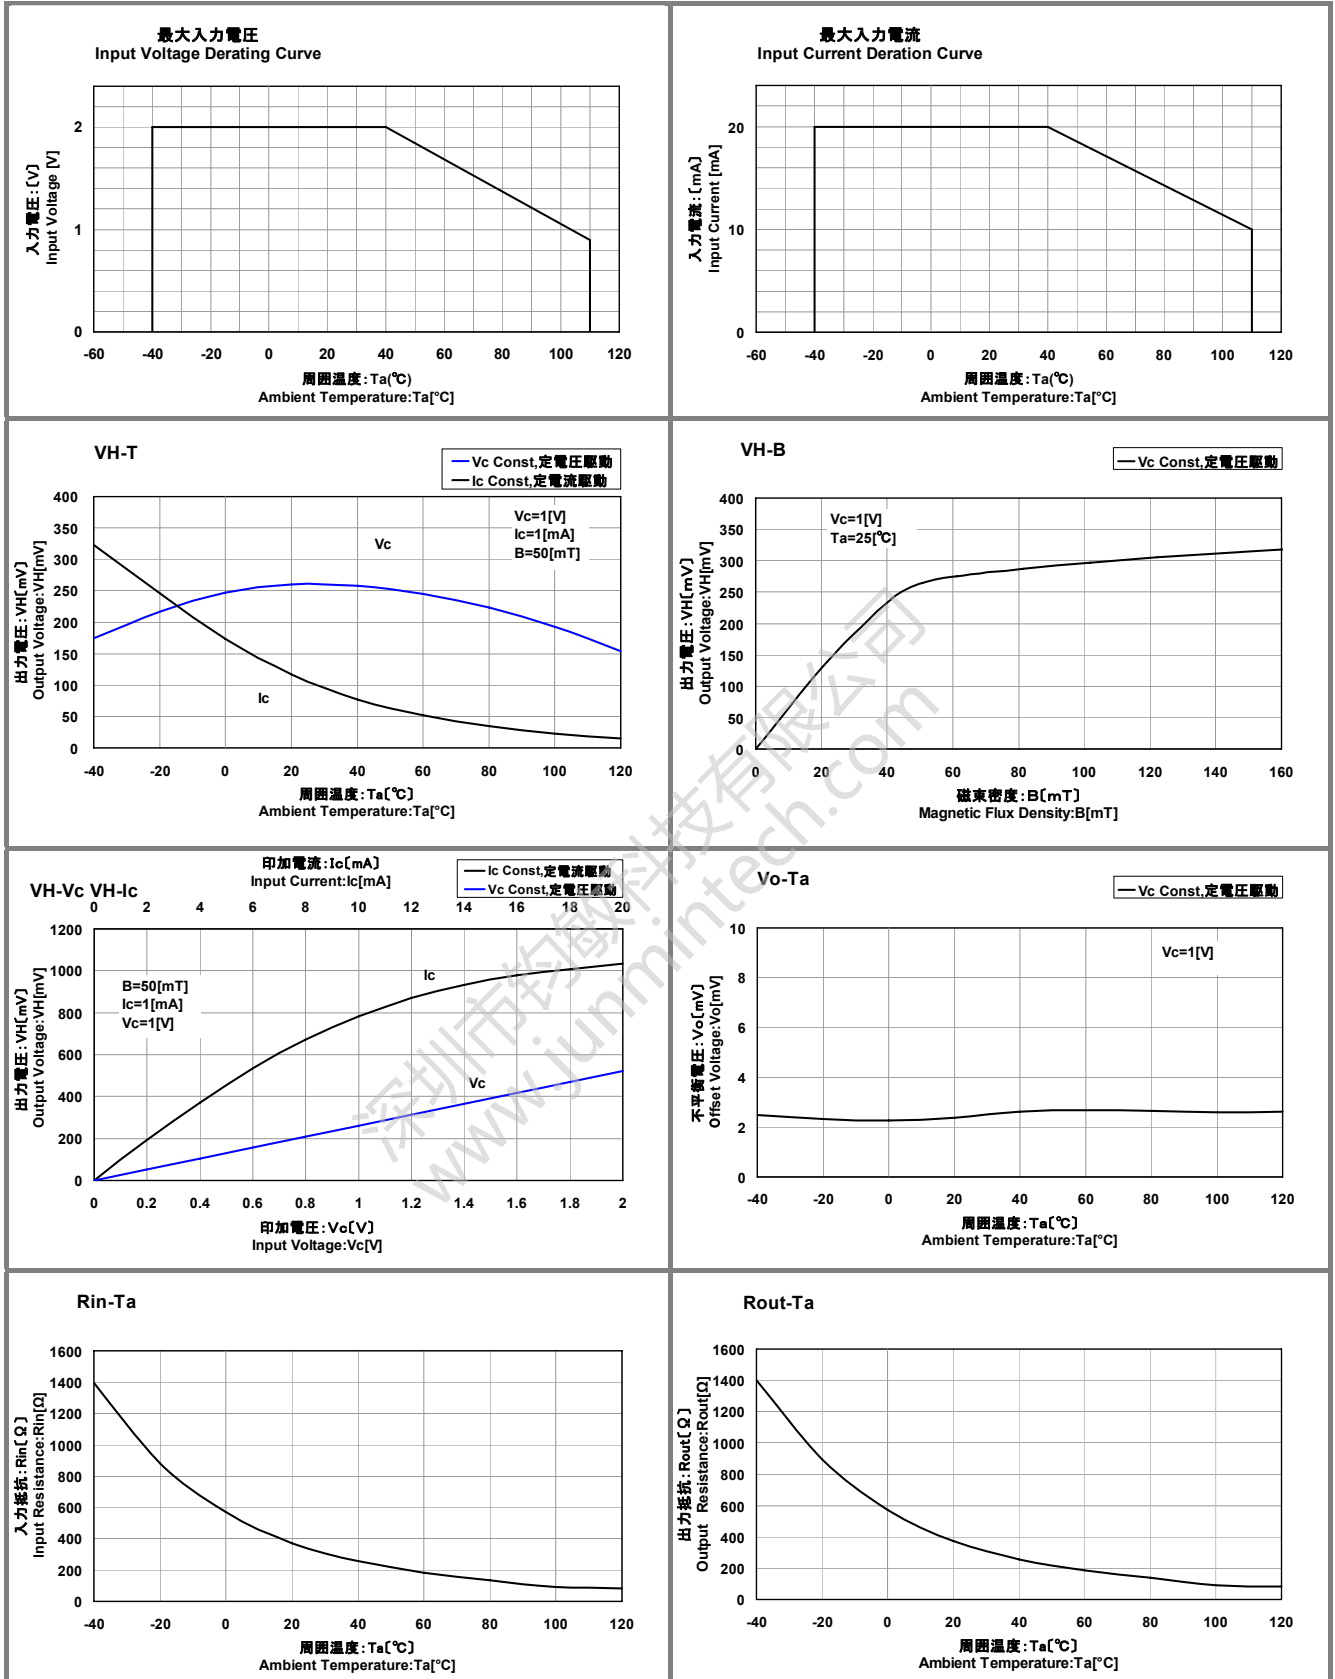 最大入力電圧
Input Voltage Derating Curve
入力電圧:〔V〕
Input Voltage [V]
2
1
0
-60 -40 -20 0 20 40 60 80 100 120
周囲温度:Ta(℃)
Ambient Temperature:Ta[°C]
最大入力電流
Input Current Deration Curve
入力電流:〔mA〕
Input Current [mA]
20
10
0
-60 -40 -20 0 20 40 60 80 100 120
周囲温度:Ta(℃)
Ambient Temperature:Ta[°C]
VH-T
Vc Const,定電圧駆動
Ic Const,定電流駆動
出力電圧:VH〔mV〕
Output Voltage:VH[mV]
400
350
300
250
200
150
100
50
0
Vc=1[V]
Ic=1[mA]
B=50[mT]
Vc
Ic
-40 -20 0 20 40 60 80 100 120
周囲温度:Ta〔℃〕
Ambient Temperature:Ta[°C]
VH-B
Vc Const,定電圧駆動
出力電圧:VH〔mV〕
Output Voltage:VH[mV]
400
350
300
250
200
150
100
50
0
Vc=1[V]
Ta=25[℃]
0 20 40 60 80 100 120 140 160
磁束密度:B〔mT〕
Magnetic Flux Density:B[mT]
VH-Vc VH-Ic
印加電流:Ic〔mA〕
Input Current:Ic[mA]
Ic Const,定電流駆動
Vc Const,定電圧駆動
0 2 4 6 8 10 12 14 16 18 20
出力電圧:VH〔mV〕
Output Voltage:VH[mV]
1200
1000
800
600
400
200
0
B=50[mT]
Ic=1[mA]
Vc=1[V]
Ic
Vc
0 0.2 0.4 0.6 0.8 1 1.2 1.4 1.6 1.8 2
印加電圧:Vc〔V〕
Input Voltage:Vc[V]
Vo-Ta
Vc Const,定電圧駆動
不平衡電圧:Vo〔mV〕
Offset Voltage:Vo[mV]
10
8
6
4
2
0
Vc=1[V]
-40 -20 0 20 40 60 80 100 120
周囲温度:Ta〔℃〕
Ambient Temperature:Ta[°C]
Rin-Ta
入力抵抗:Rin〔Ω〕
Input Resistance:Rin[Ω]
1600
1400
1200
1000
800
600
400
200
0
-40 -20 0 20 40 60 80 100 120
周囲温度:Ta〔℃〕
Ambient Temperature:Ta[°C]
Rout-Ta
出力抵抗:Rout〔Ω〕
Output Resistance:Rout[Ω]
1600
1400
1200
1000
800
600
400
200
0
-40 -20 0 20 40 60 80 100 120
周囲温度:Ta〔℃〕
Ambient Temperature:Ta[°C]
深圳市钧敏科技有限公司
www.junmintech.com